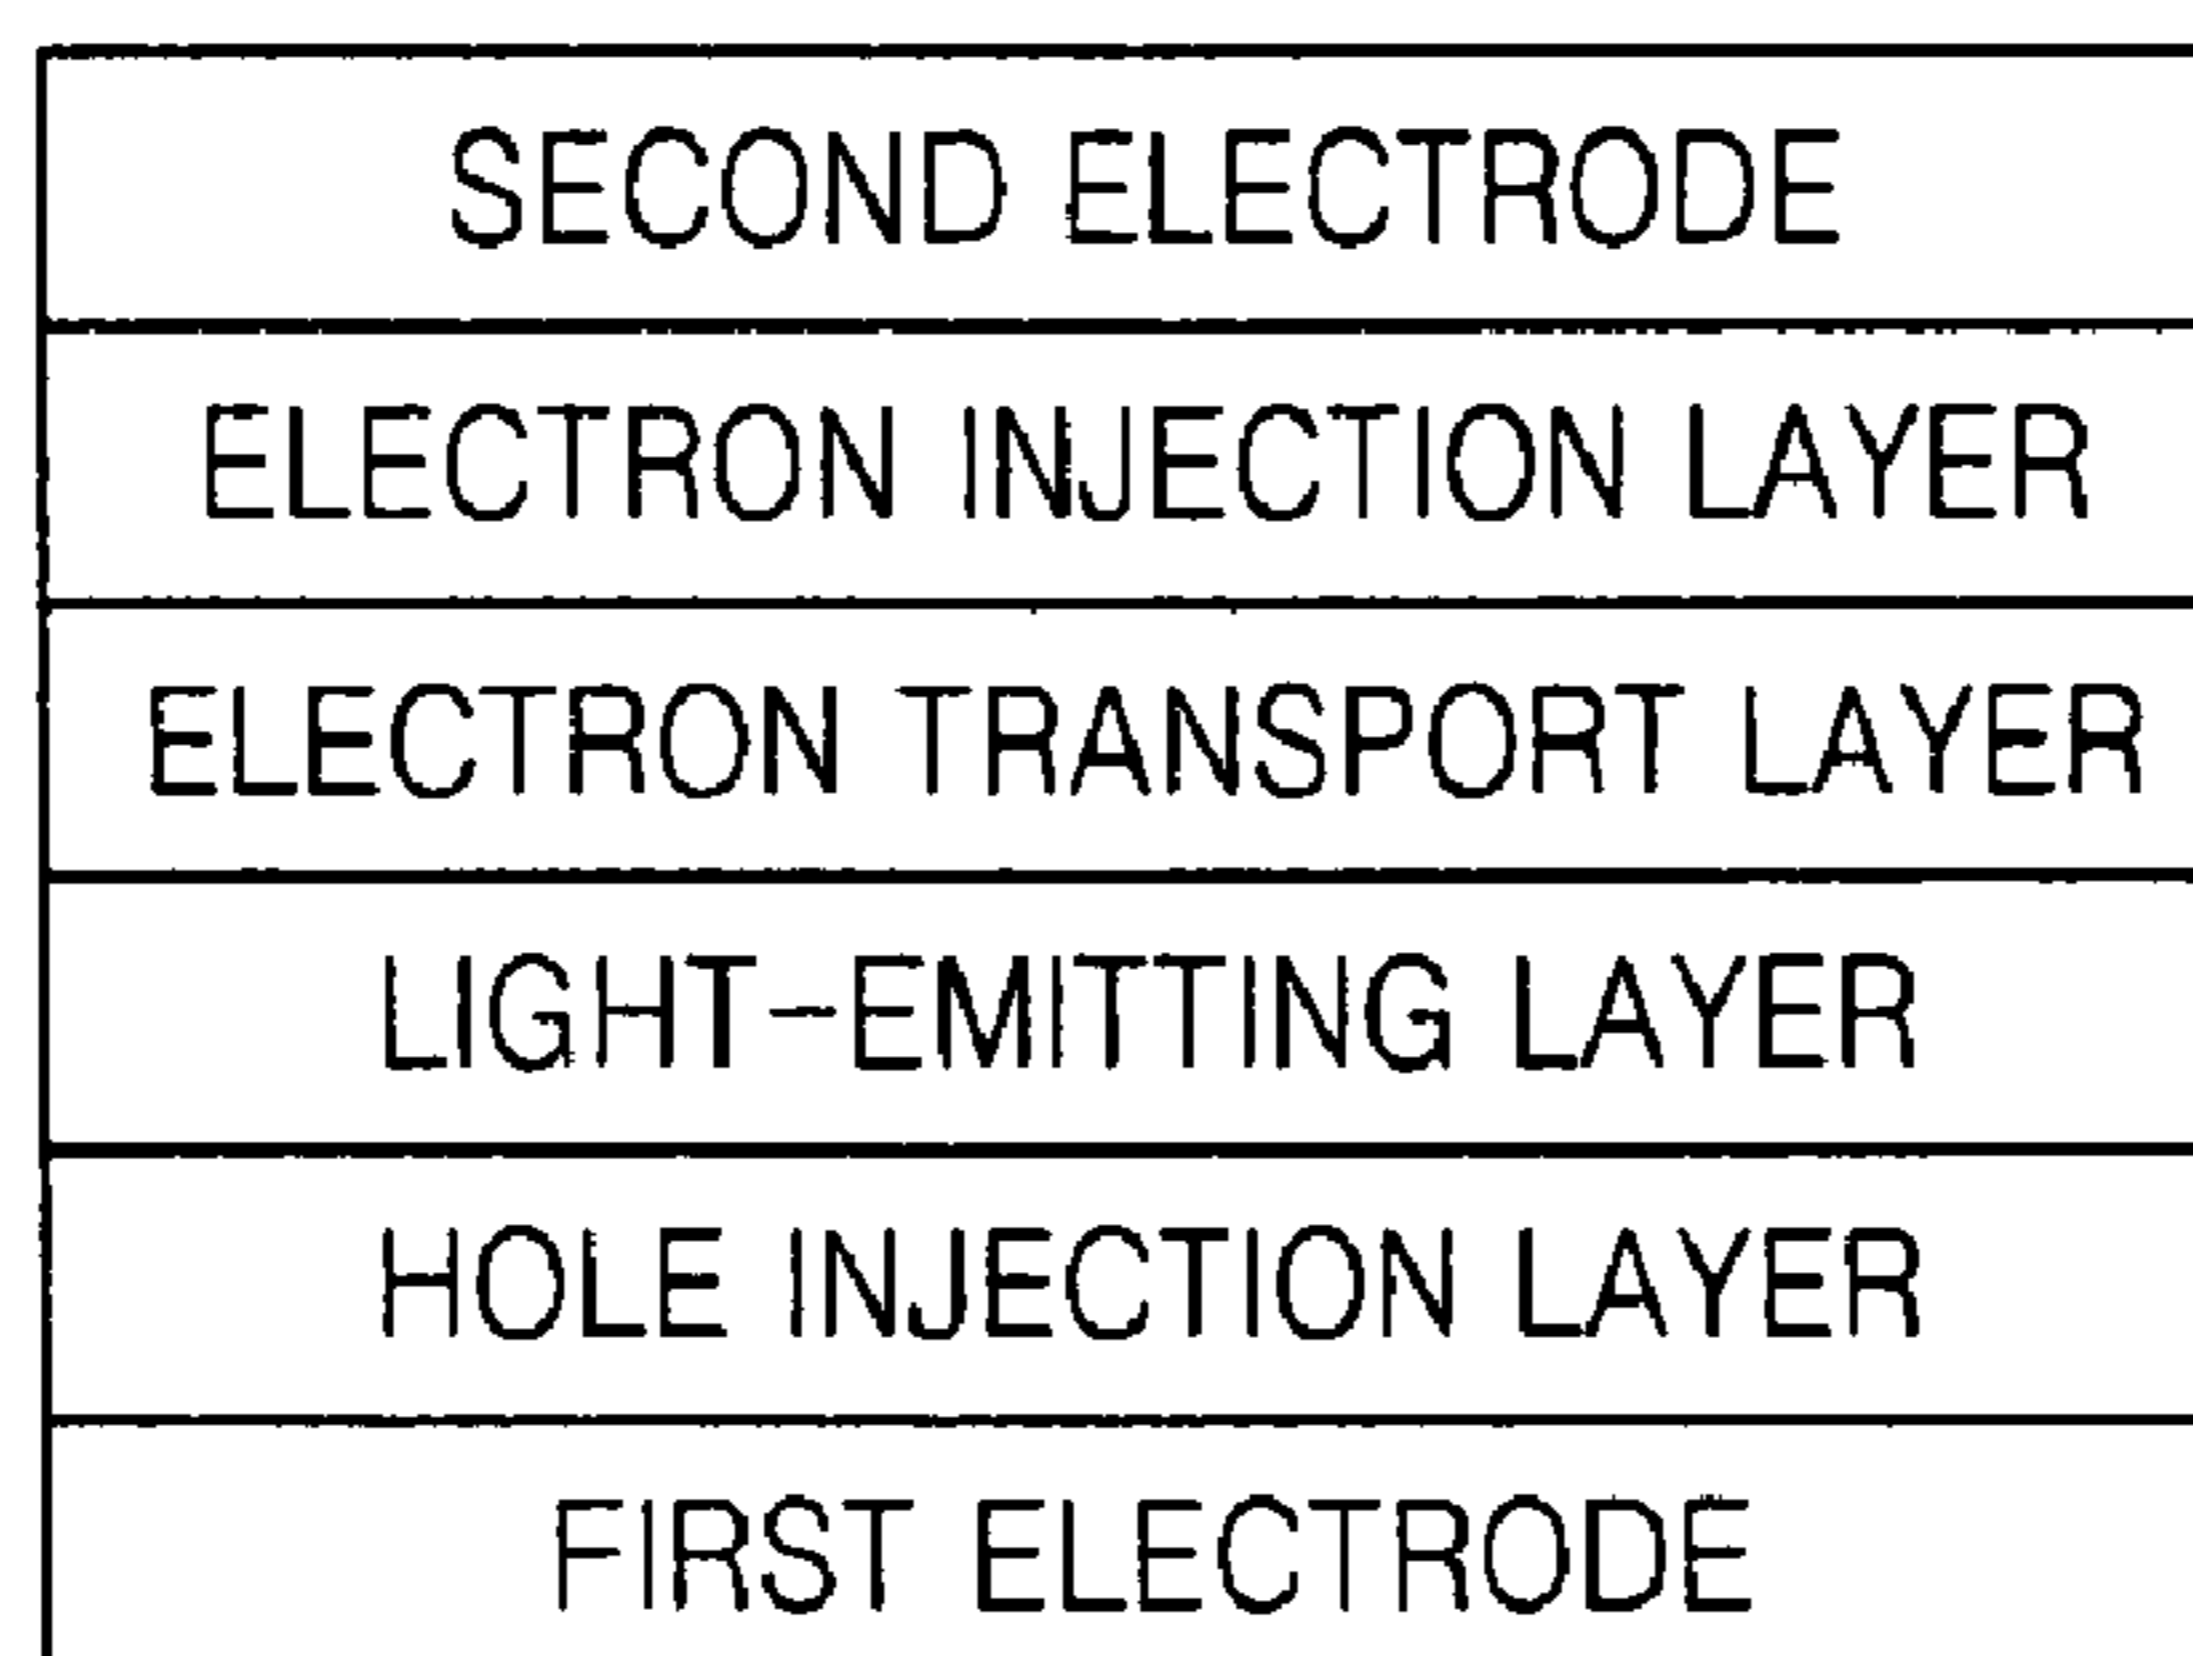 SECOND ELECTRODE
ELECTRON INJECTION LAYER
ELECTRON TRANSPORT LAYER
LIGHT-EMITTING LAYER
HOLE INJECTION LAYER
FIRST ELECTRODE